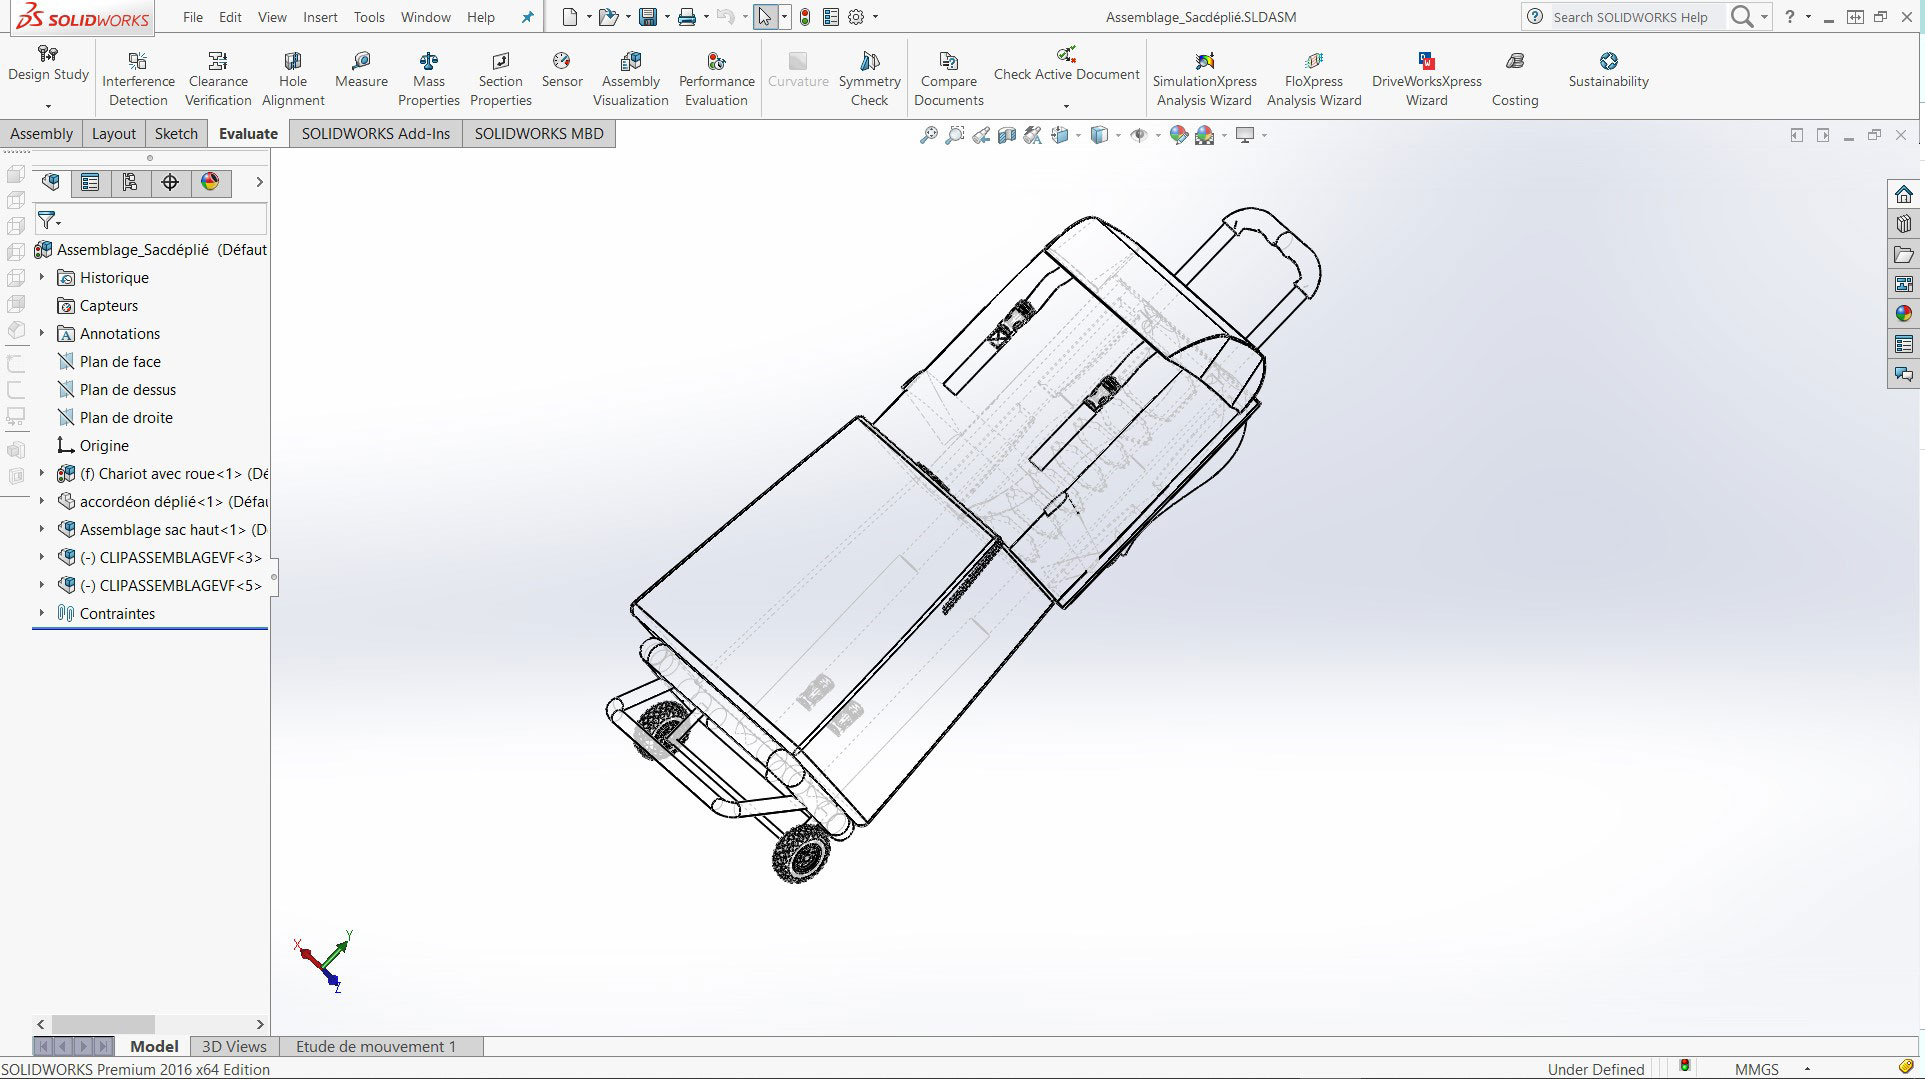 SOLIDWORKS File Edit View Insert Tools Window Help Assemblage_Sacdéplié.SLDASM Search SOLIDWORKS Help ?
Design Study
Interference Detection
Clearance Verification
Hole Alignment
Measure
Mass Properties
Section Properties
Sensor
Assembly Visualization
Performance Evaluation
Curvature
Symmetry Check
Compare Documents
Check Active Document
SimulationXpress Analysis Wizard
FloXpress Analysis Wizard
DriveWorksXpress Wizard
Costing
Sustainability
Assembly Layout Sketch Evaluate SOLIDWORKS Add-Ins SOLIDWORKS MBD
Assemblage_Sacdéplié (Défaut
Historique
Capteurs
Annotations
Plan de face
Plan de dessus
Plan de droite
Origine
(f) Chariot avec roue<1> (Dé
accordéon déplié<1> (Défau
Assemblage sac haut<1> (D
(-) CLIPASSEMBLAGEVF<3>
(-) CLIPASSEMBLAGEVF<5>
Contraintes
X Y
Z
Model 3D Views Etude de mouvement 1
SOLIDWORKS Premium 2016 x64 Edition Under Defined MMGS